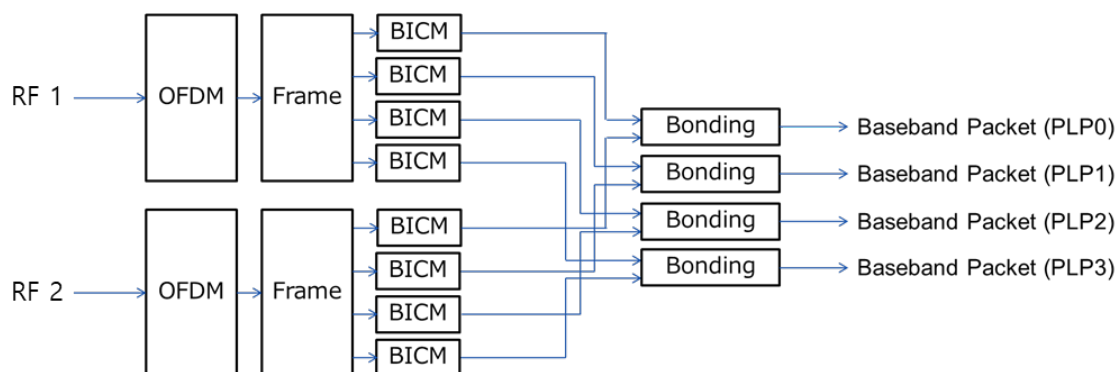 RF 1
OFDM
Frame
BICM
BICM
BICM
BICM
RF 2
OFDM
Frame
BICM
BICM
BICM
BICM
Bonding
Baseband Packet (PLP0)
Bonding
Baseband Packet (PLP1)
Bonding
Baseband Packet (PLP2)
Bonding
Baseband Packet (PLP3)